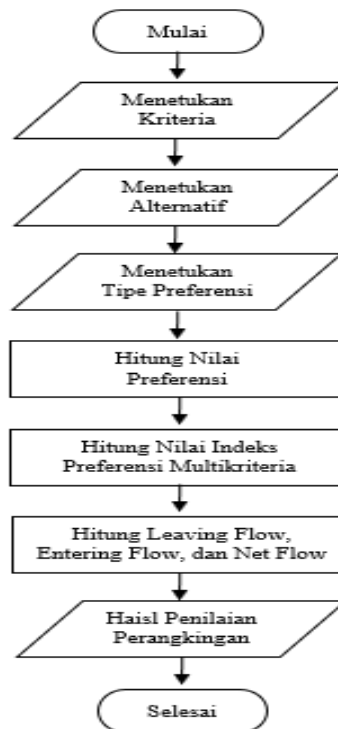 Mulai
Menetukan
Kriteria
Menetukan
Alternatif
Menetukan
Tipe Preferensi
Hitung Nilai
Preferensi
Hitung Nilai Indeks
Preferensi Multikriteria
Hitung Leaving Flow,
Entering Flow, dan Net Flow
Haisl Penilaian
Perangkingan
Selesai